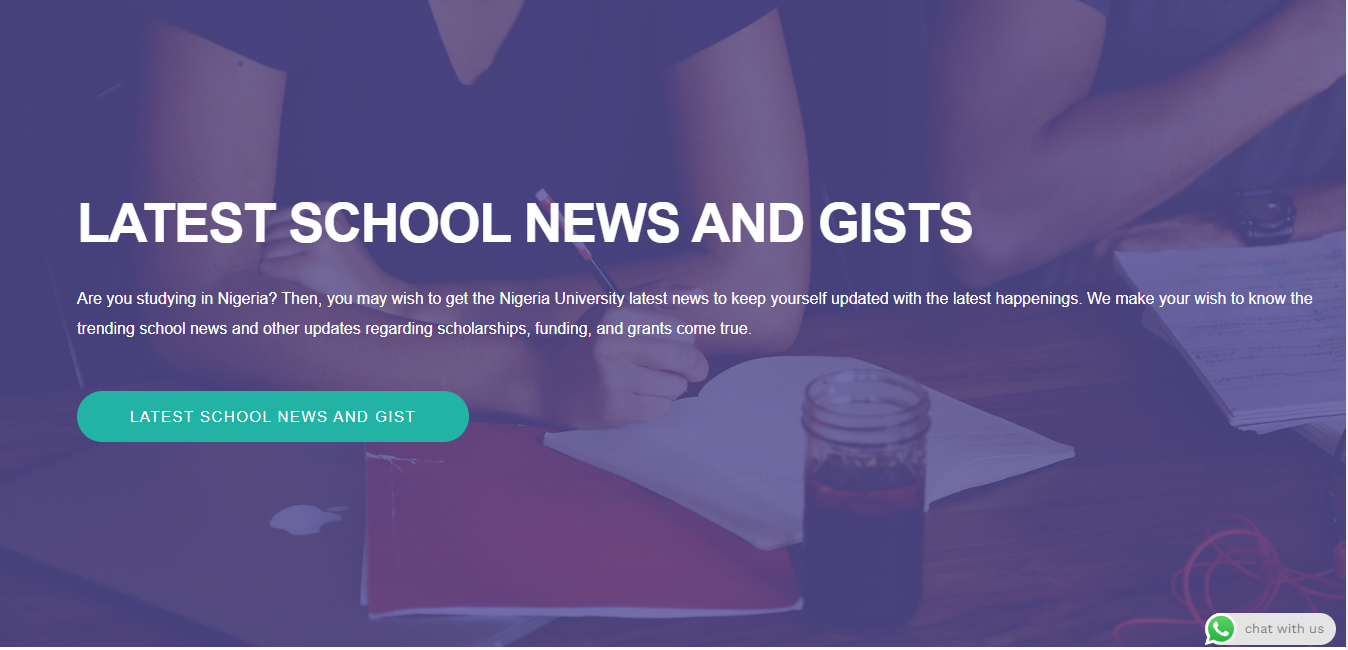 LATEST SCHOOL NEWS AND GISTS
Are you studying in Nigeria? Then, you may wish to get the Nigeria University latest news to keep yourself updated with the latest happenings. We make your wish to know the
trending school news and other updates regarding scholarships, funding, and grants come true.
LATEST SCHOOL NEWS AND GIST
chat with us